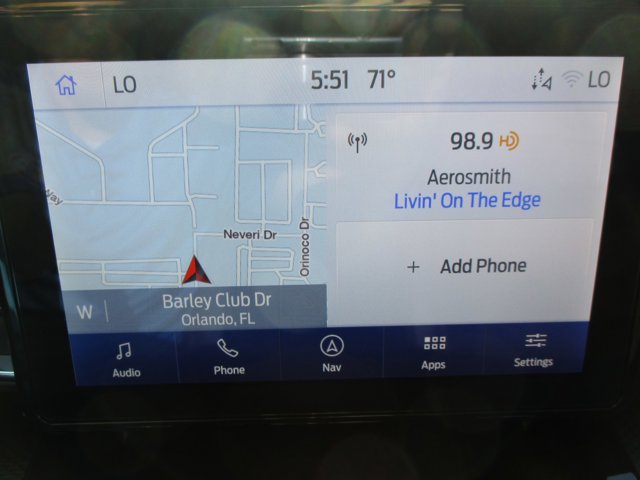 LO 5:51 71° LO
98.9 HD
Aerosmith
Livin' On The Edge
Neveri Dr
Orinoco Dr
+ Add Phone
W
Barley Club Dr
Orlando, FL
Audio
Phone
Nav
Apps
Settings